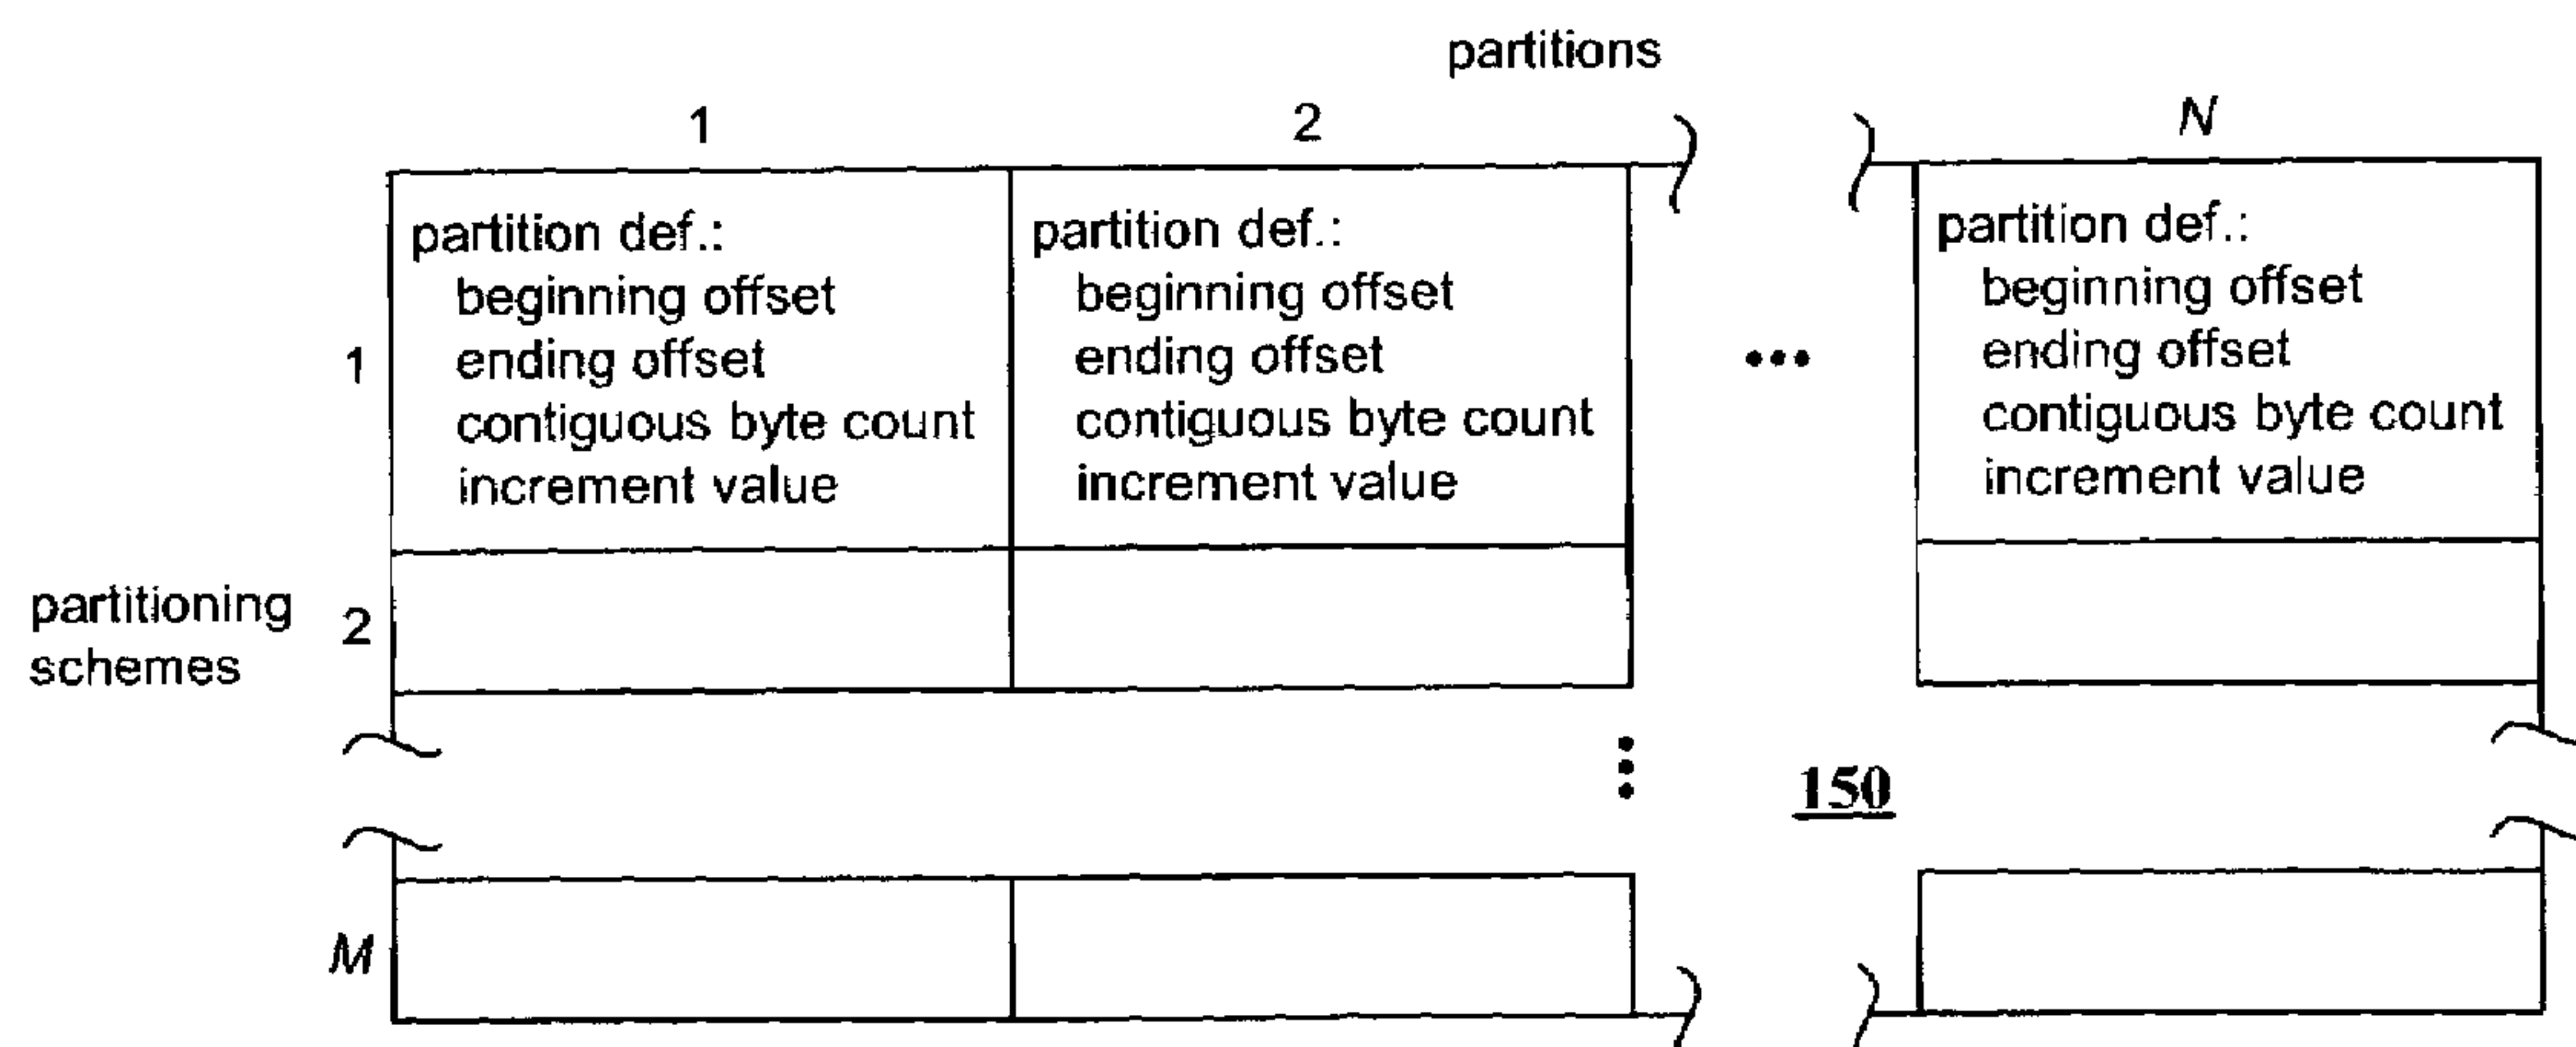 partitions
1
2
N
partition def.:
beginning offset
ending offset
contiguous byte count
increment value
partition def.:
beginning offset
ending offset
contiguous byte count
increment value
•••
partition def.:
beginning offset
ending offset
contiguous byte count
increment value
1
partitioning
schemes
2
150
M